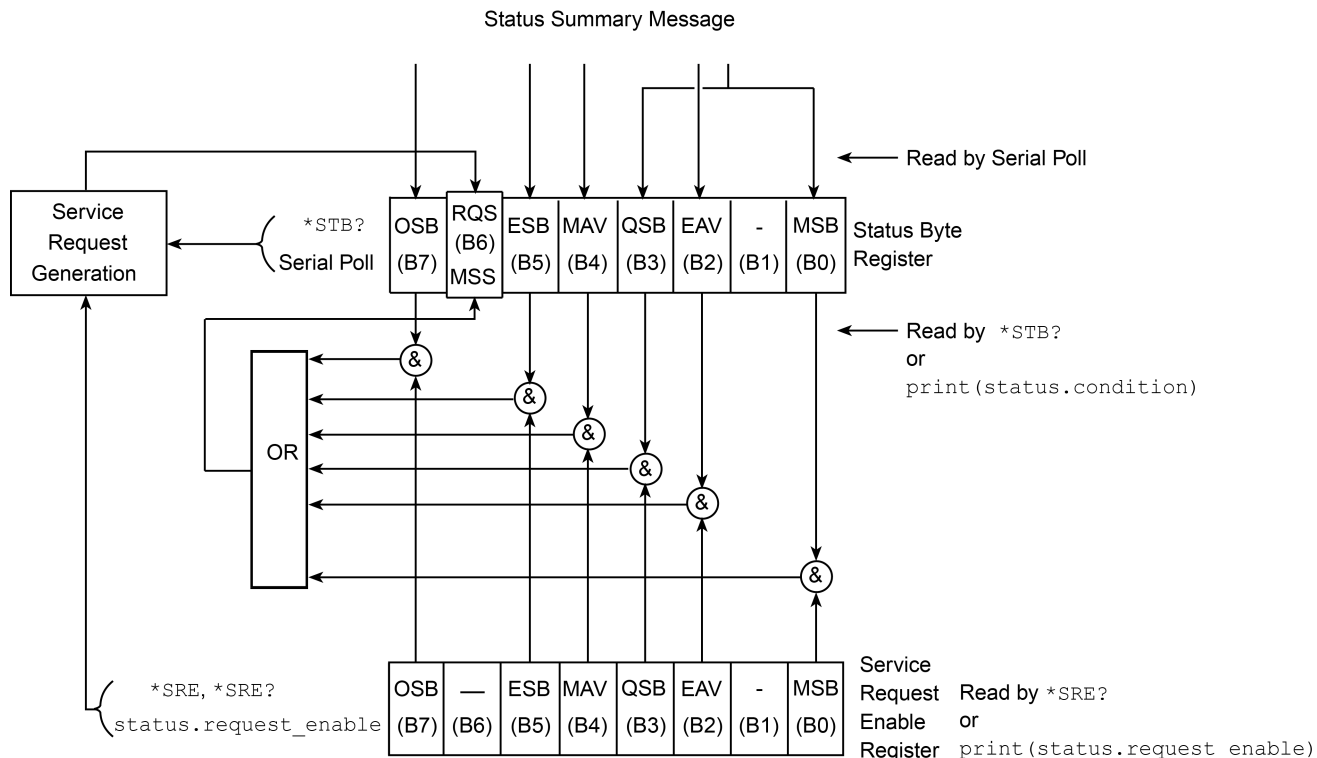 Status Summary Message
Read by Serial Poll
Service
Request
Generation
*STB?
Serial Poll
OSB
(B7)
RQS
(B6)
MSS
ESB
(B5)
MAV
(B4)
QSB
(B3)
EAV
(B2)
-
(B1)
MSB
(B0)
Status Byte
Register
Read by *STB?
or
print(status.condition)
&
&
&
&
&
&
OR
*SRE, *SRE?
status.request_enable
OSB
(B7)
—
(B6)
ESB
(B5)
MAV
(B4)
QSB
(B3)
EAV
(B2)
-
(B1)
MSB
(B0)
Service
Request
Enable
Register
Read by *SRE?
or
print(status.request_enable)